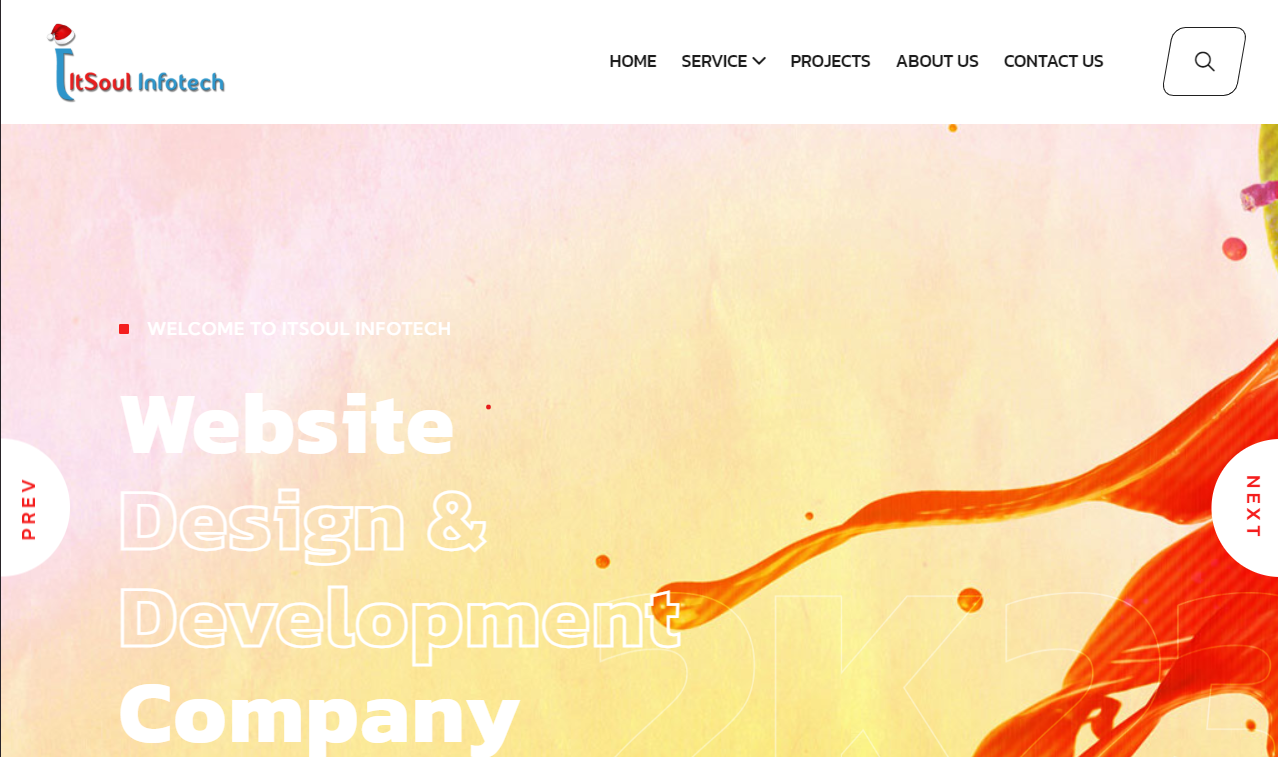 ItSoul Infotech
HOME SERVICE PROJECTS ABOUT US CONTACT US
WELCOME TO ITSOUL INFOTECH
Website
Design &
Development
Company
PREV
NEXT
2K23